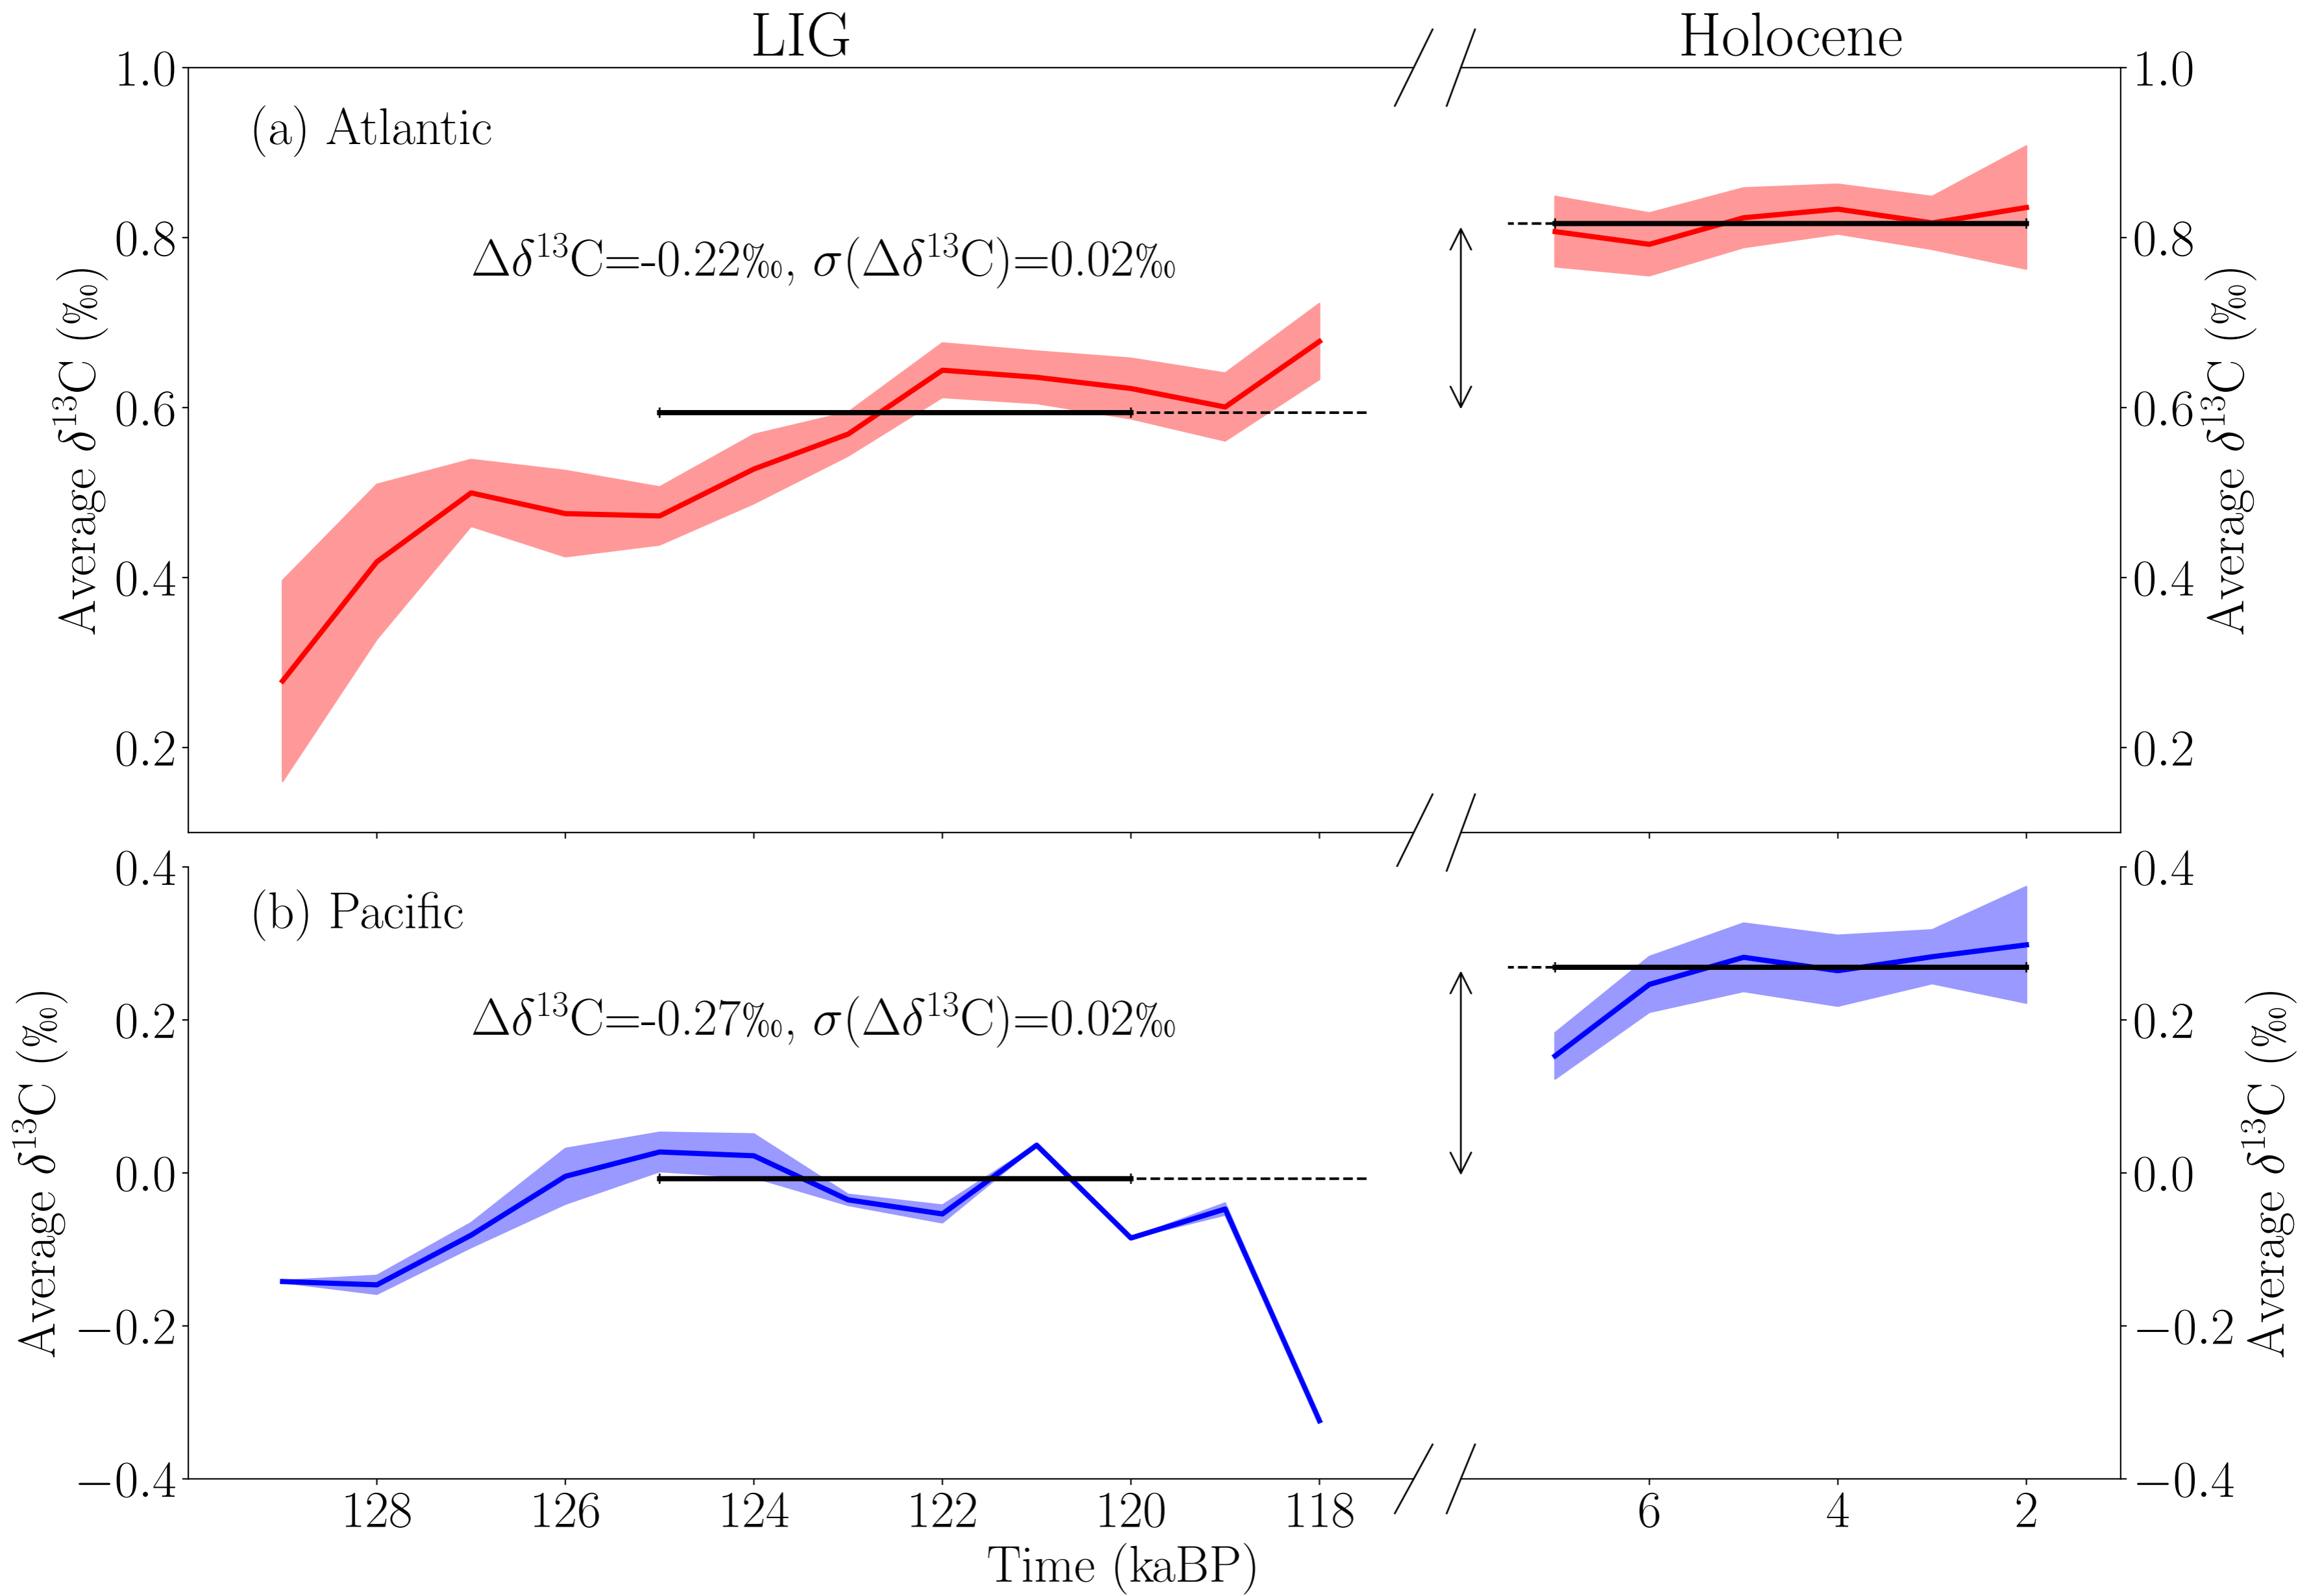 LIG
Holocene
(a) Atlantic
Δδ¹³C=-0.22‰, σ(Δδ¹³C)=0.02‰
Average δ¹³C (‰)
1.0
0.8
0.6
0.4
0.2
1.0
0.8
0.6
0.4
0.2
Average δ¹³C (‰)
(b) Pacific
Δδ¹³C=-0.27‰, σ(Δδ¹³C)=0.02‰
Average δ¹³C (‰)
0.4
0.2
0.0
−0.2
−0.4
0.4
0.2
0.0
−0.2
−0.4
Average δ¹³C (‰)
128 126 124 122 120 118 6 4 2
Time (kaBP)